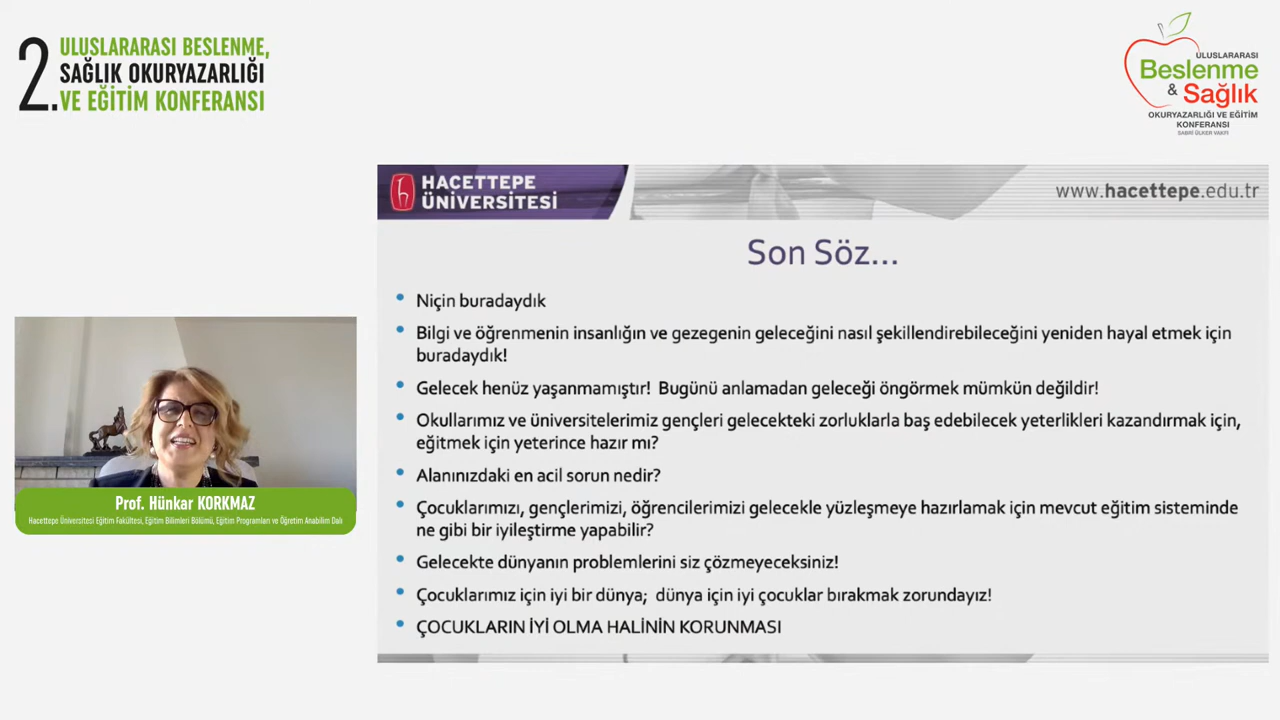 2.
ULUSLARARASI BESLENME,
SAĞLIK OKURYAZARLIĞI
VE EĞİTİM KONFERANSI
ULUSLARARASI
Beslenme
& Sağlık
OKURYAZARLIĞI VE EĞİTİM
KONFERANSI
SABRİ ÜLKER VAKFI
HACETTEPE
ÜNİVERSİTESİ
www.hacettepe.edu.tr
Son Söz...
• Niçin buradaydık
• Bilgi ve öğrenmenin insanlığın ve gezegenin geleceğini nasıl şekillendirebileceğini yeniden hayal etmek için
buradaydık!
• Gelecek henüz yaşanmamıştır! Bugünü anlamadan geleceği öngörmek mümkün değildir!
• Okullarımız ve üniversitelerimiz gençleri gelecekteki zorluklarla baş edebilecek yeterlikleri kazandırmak için,
eğitmek için yeterince hazır mı?
• Alanınızdaki en acil sorun nedir?
• Çocuklarımızı, gençlerimizi, öğrencilerimizi gelecekle yüzleşmeye hazırlamak için mevcut eğitim sisteminde
ne gibi bir iyileştirme yapabilir?
• Gelecekte dünyanın problemlerini siz çözmeyeceksiniz!
• Çocuklarımız için iyi bir dünya; dünya için iyi çocuklar bırakmak zorundayız!
• ÇOCUKLARIN İYİ OLMA HALİNİN KORUNMASI
Prof. Hünkar KORKMAZ
Hacettepe Üniversitesi Eğitim Fakültesi, Eğitim Bilimleri Bölümü, Eğitim Programları ve Öğretim Anabilim Dalı